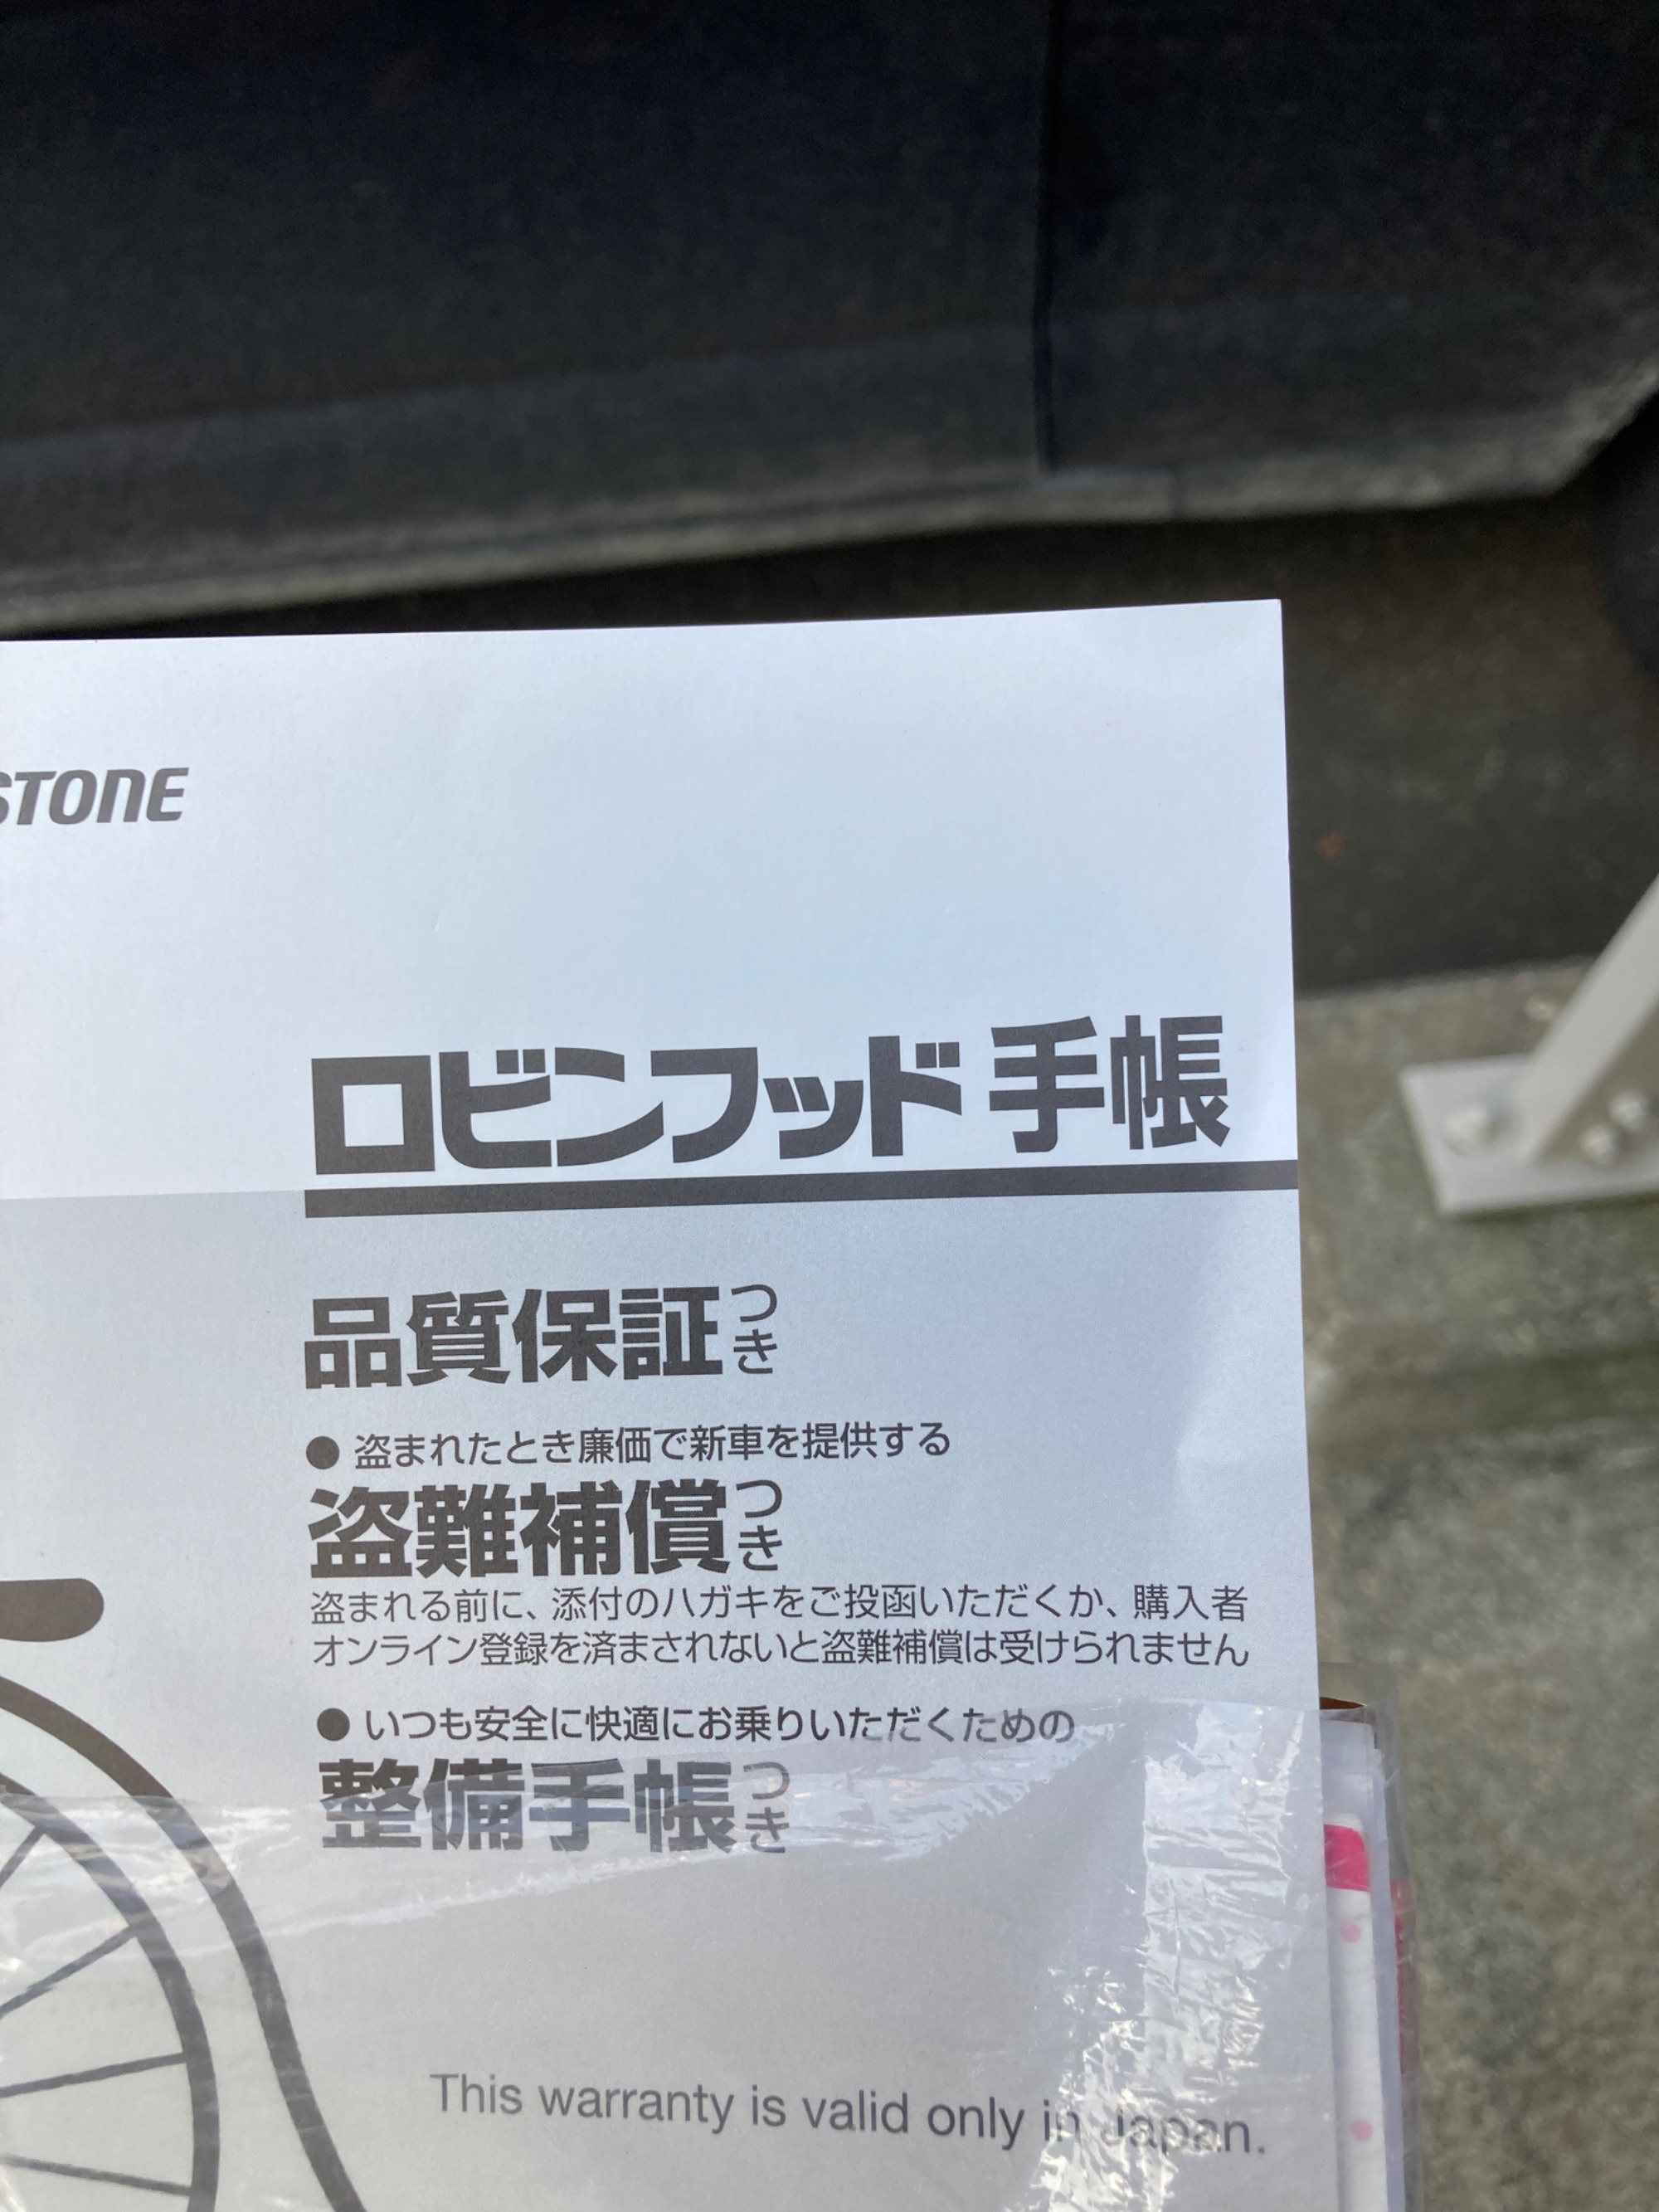 STONE
ロビンフッド手帳
品質保証つき
● 盗まれたとき廉価で新車を提供する
盗難補償つき
盗まれる前に、添付のハガキをご投函いただくか、購入者
オンライン登録を済まされないと盗難補償は受けられません
● いつも安全に快適にお乗りいただくための
整備手帳つき
This warranty is valid only in Japan.